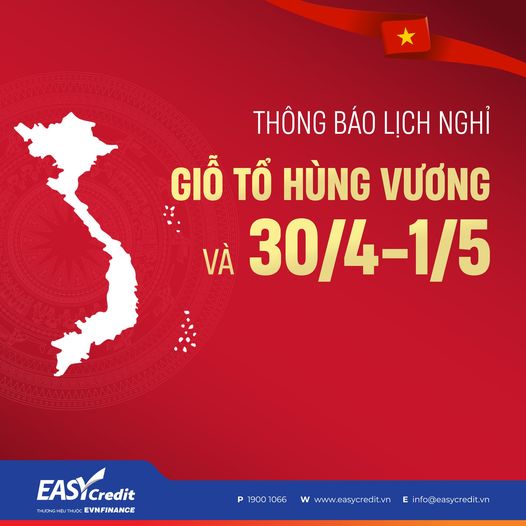 THÔNG BÁO LỊCH NGHỈ
GIỖ TỔ HÙNG VƯƠNG
VÀ 30/4-1/5
EASY Credit
THƯƠNG HIỆU THUỘC EVNFINANCE
P 1900 1066 W www.easycredit.vn E info@easycredit.vn